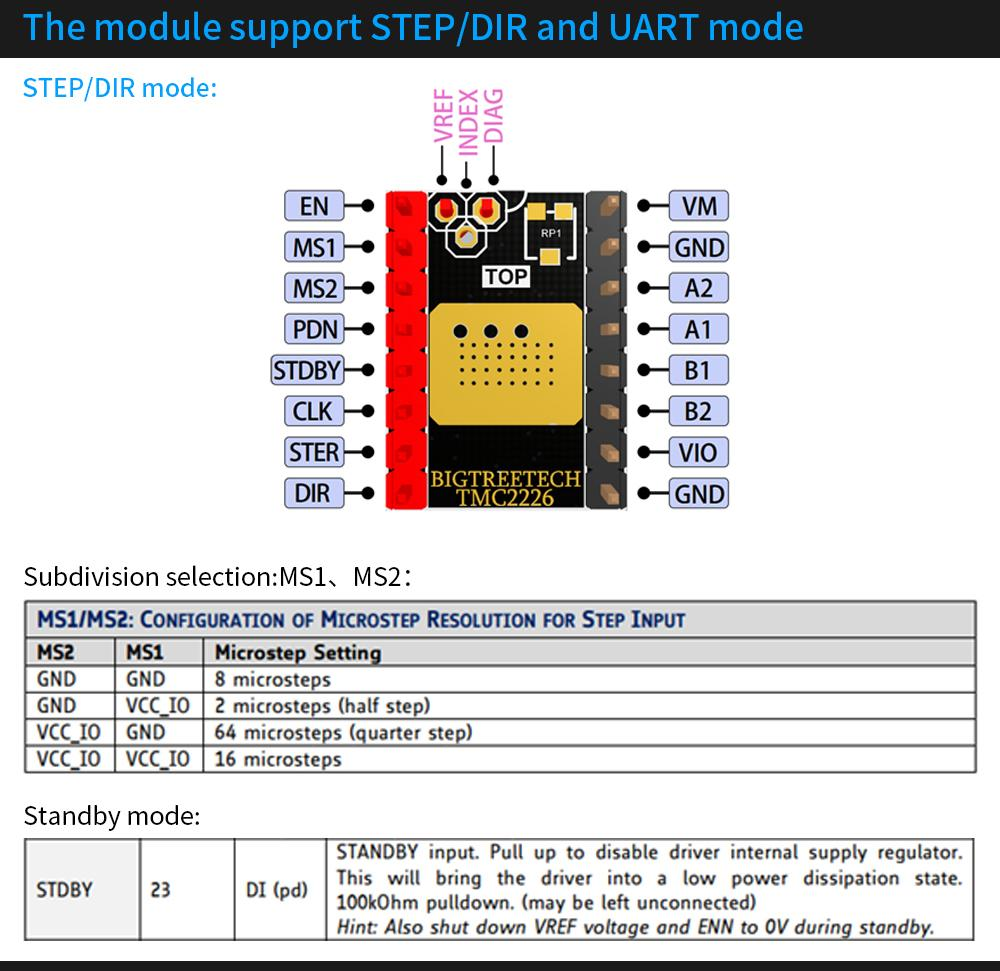 The module support STEP/DIR and UART mode
STEP/DIR mode:
VREF
INDEX
DIAG
EN
MS1
MS2
PDN
STDBY
CLK
STER
DIR
RP1
TOP
BIGTREETECH
TMC2226
VM
GND
A2
A1
B1
B2
VIO
GND
Subdivision selection:MS1、MS2：
MS1/MS2: CONFIGURATION OF MICROSTEP RESOLUTION FOR STEP INPUT
MS2 MS1 Microstep Setting
GND GND 8 microsteps
GND VCC_IO 2 microsteps (half step)
VCC_IO GND 64 microsteps (quarter step)
VCC_IO VCC_IO 16 microsteps
Standby mode:
STDBY 23 DI (pd)
STANDBY input. Pull up to disable driver internal supply regulator.
This will bring the driver into a low power dissipation state.
100kOhm pulldown. (may be left unconnected)
Hint: Also shut down VREF voltage and ENN to 0V during standby.